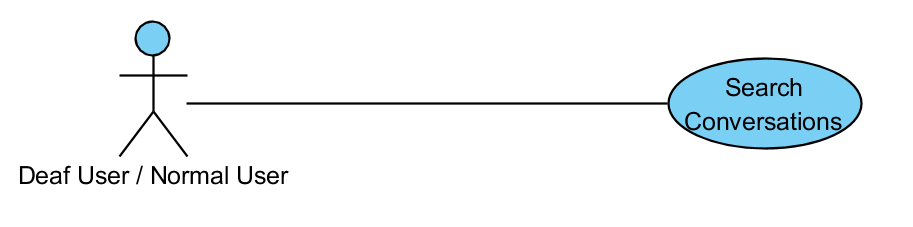 Search
Conversations
Deaf User / Normal User